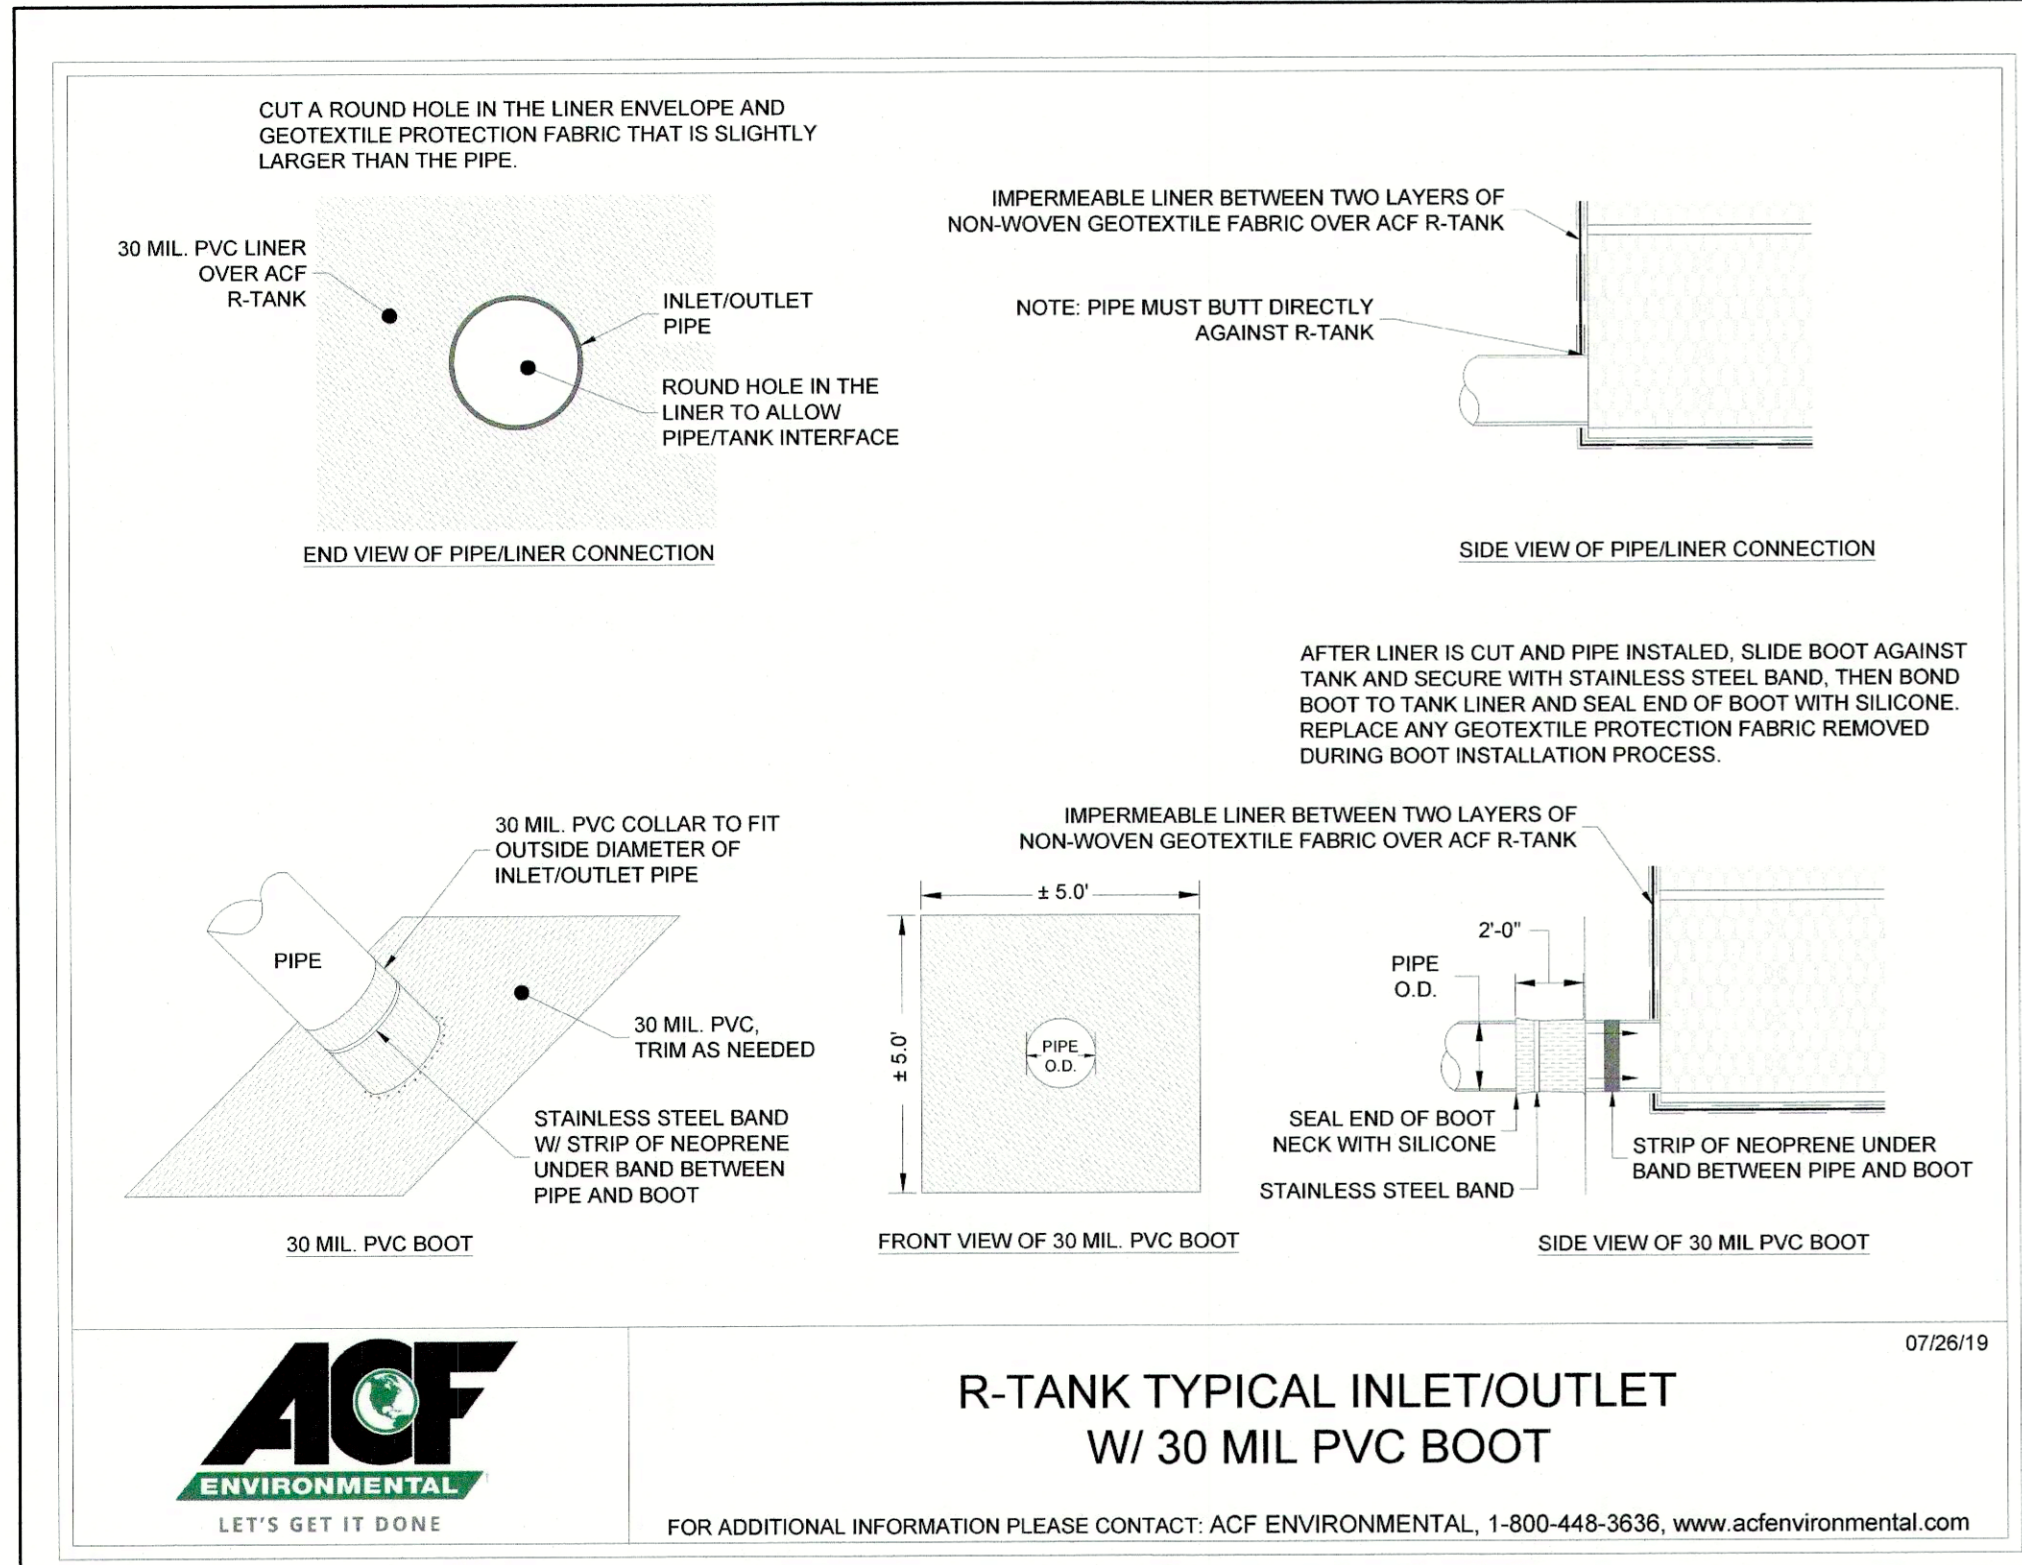 CUT A ROUND HOLE IN THE LINER ENVELOPE AND
GEOTEXTILE PROTECTION FABRIC THAT IS SLIGHTLY
LARGER THAN THE PIPE.
30 MIL. PVC LINER
OVER ACF
R-TANK
INLET/OUTLET
PIPE
ROUND HOLE IN THE
LINER TO ALLOW
PIPE/TANK INTERFACE
END VIEW OF PIPE/LINER CONNECTION
IMPERMEABLE LINER BETWEEN TWO LAYERS OF
NON-WOVEN GEOTEXTILE FABRIC OVER ACF R-TANK
NOTE: PIPE MUST BUTT DIRECTLY
AGAINST R-TANK
SIDE VIEW OF PIPE/LINER CONNECTION
AFTER LINER IS CUT AND PIPE INSTALED, SLIDE BOOT AGAINST
TANK AND SECURE WITH STAINLESS STEEL BAND, THEN BOND
BOOT TO TANK LINER AND SEAL END OF BOOT WITH SILICONE.
REPLACE ANY GEOTEXTILE PROTECTION FABRIC REMOVED
DURING BOOT INSTALLATION PROCESS.
30 MIL. PVC COLLAR TO FIT
OUTSIDE DIAMETER OF
INLET/OUTLET PIPE
PIPE
30 MIL. PVC,
TRIM AS NEEDED
STAINLESS STEEL BAND
W/ STRIP OF NEOPRENE
UNDER BAND BETWEEN
PIPE AND BOOT
30 MIL. PVC BOOT
± 5.0'
± 5.0'
PIPE
O.D.
FRONT VIEW OF 30 MIL. PVC BOOT
IMPERMEABLE LINER BETWEEN TWO LAYERS OF
NON-WOVEN GEOTEXTILE FABRIC OVER ACF R-TANK
2'-0"
PIPE
O.D.
SEAL END OF BOOT
NECK WITH SILICONE
STAINLESS STEEL BAND
STRIP OF NEOPRENE UNDER
BAND BETWEEN PIPE AND BOOT
SIDE VIEW OF 30 MIL PVC BOOT
ACF
ENVIRONMENTAL
LET'S GET IT DONE
07/26/19
R-TANK TYPICAL INLET/OUTLET
W/ 30 MIL PVC BOOT
FOR ADDITIONAL INFORMATION PLEASE CONTACT: ACF ENVIRONMENTAL, 1-800-448-3636, www.acfenvironmental.com